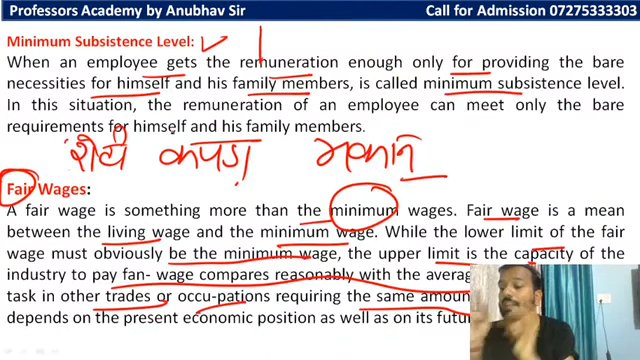 Professors Academy by Anubhav Sir Call for Admission 07275333303
Minimum Subsistence Level:
When an employee gets the remuneration enough only for providing the bare
necessities for himself and his family members, is called minimum subsistence level.
In this situation, the remuneration of an employee can meet only the bare
requirements for himself and his family members.
रोटी कपड़ा मकान
Fair Wages:
A fair wage is something more than the minimum wages. Fair wage is a mean
between the living wage and the minimum wage. While the lower limit of the fair
wage must obviously be the minimum wage, the upper limit is the capacity of the
industry to pay fan- wage compares reasonably with the average
task in other trades or occu-pations requiring the same amoun
depends on the present economic position as well as on its futur